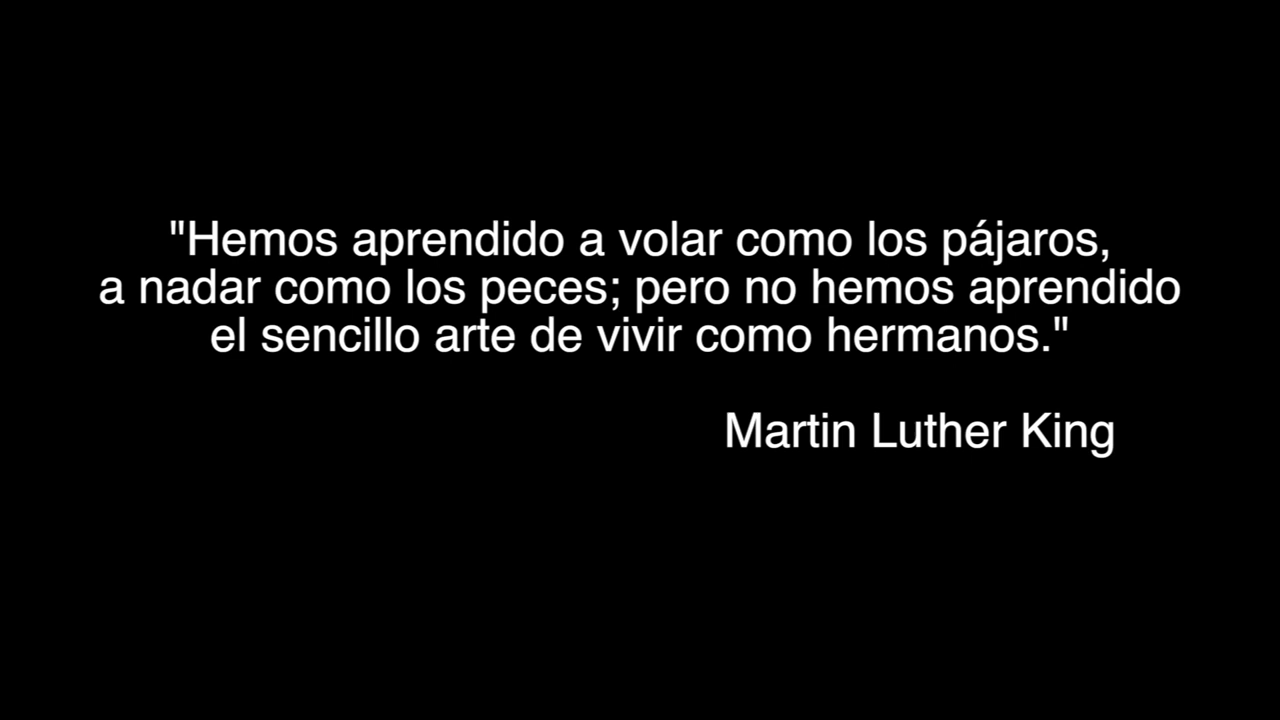 "Hemos aprendido a volar como los pájaros,
a nadar como los peces; pero no hemos aprendido
el sencillo arte de vivir como hermanos."
Martin Luther King